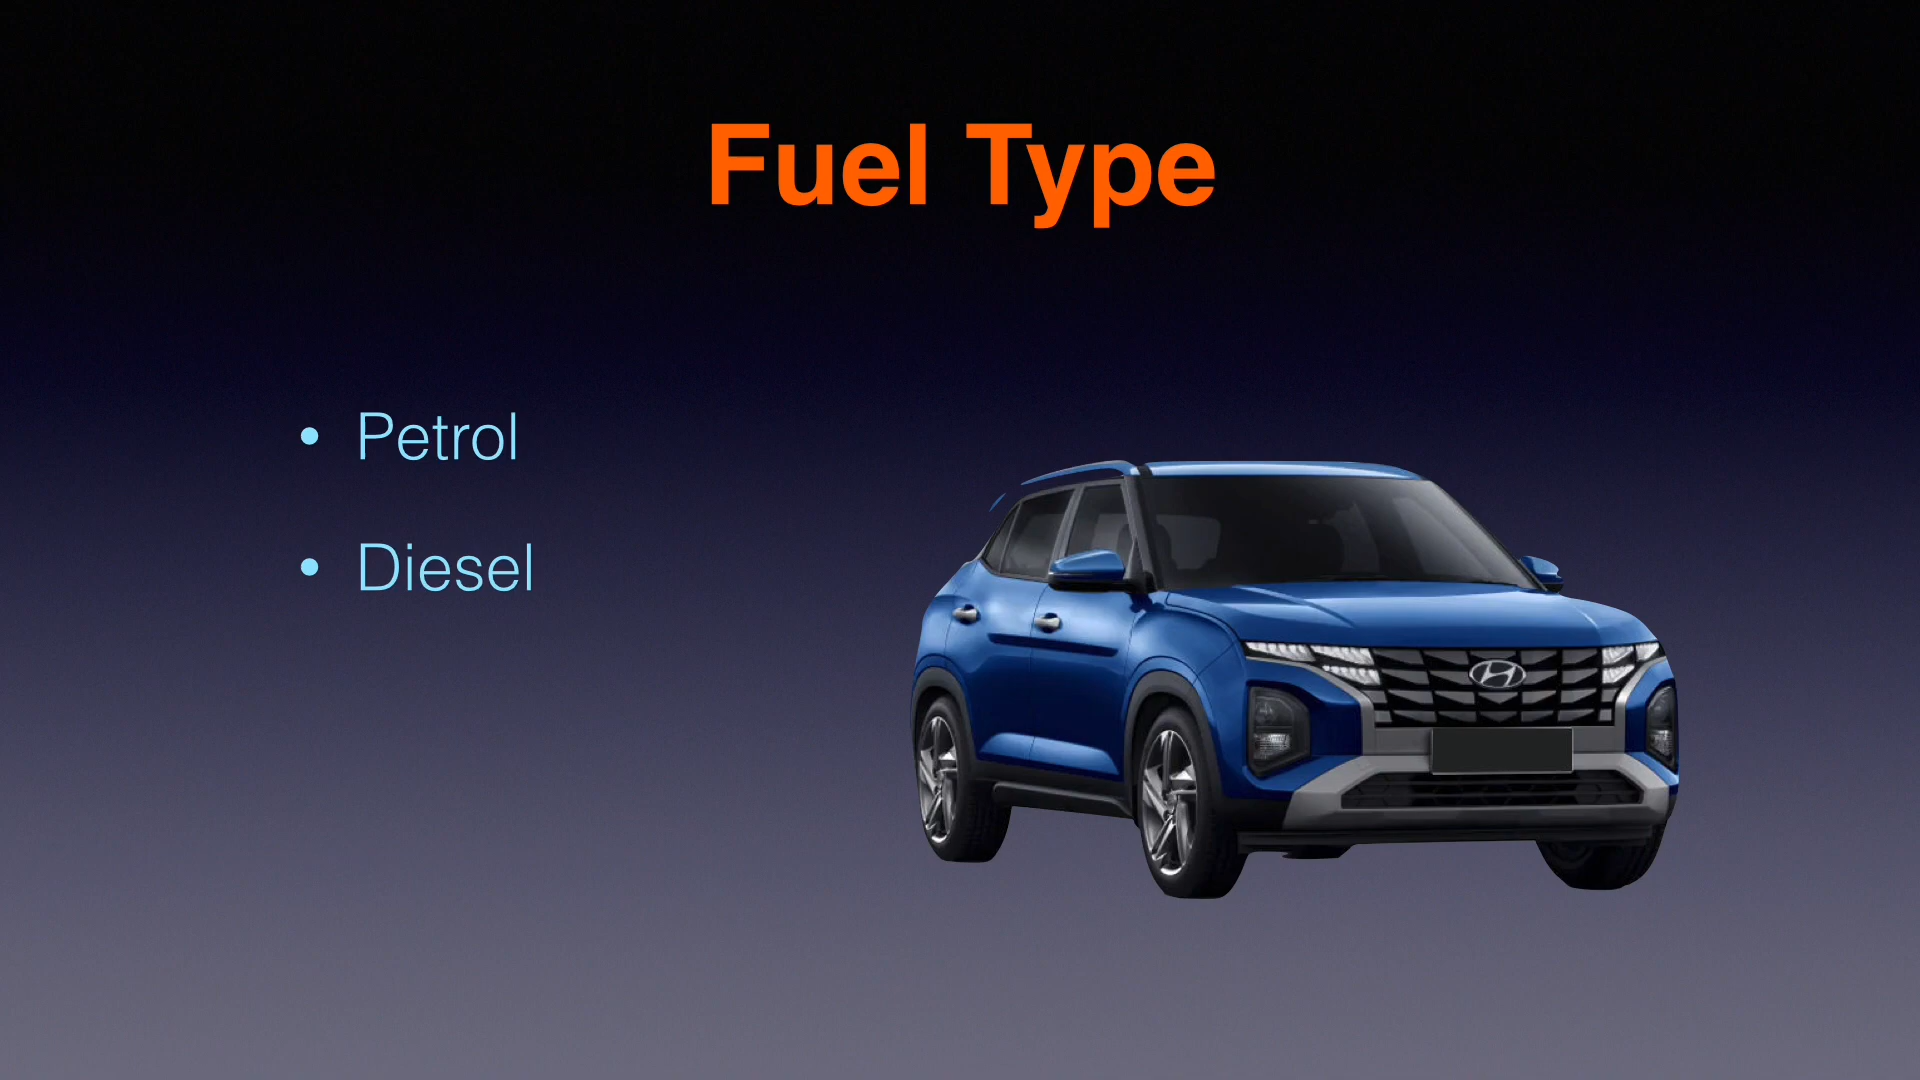 Fuel Type
• Petrol
• Diesel